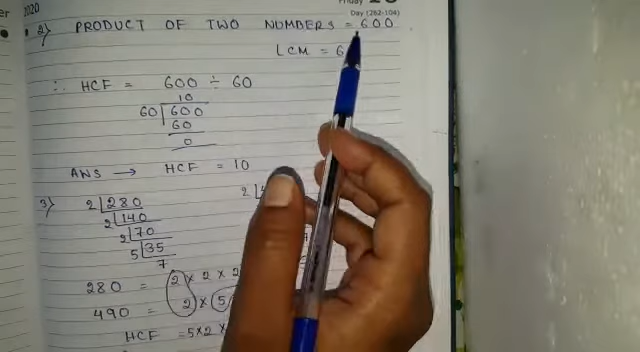 2020
Friday
Day (262-104)
2) PRODUCT OF TWO NUMBERS = 600
LCM = 6
∴ HCF = 600 ÷ 60
10
60 600
60
0
ANS → HCF = 10
3) 2 280
2 140
2 70
5 35
7
2
280 = 2 × 2 × 2
490 = 2 × 5
HCF = 5×2×